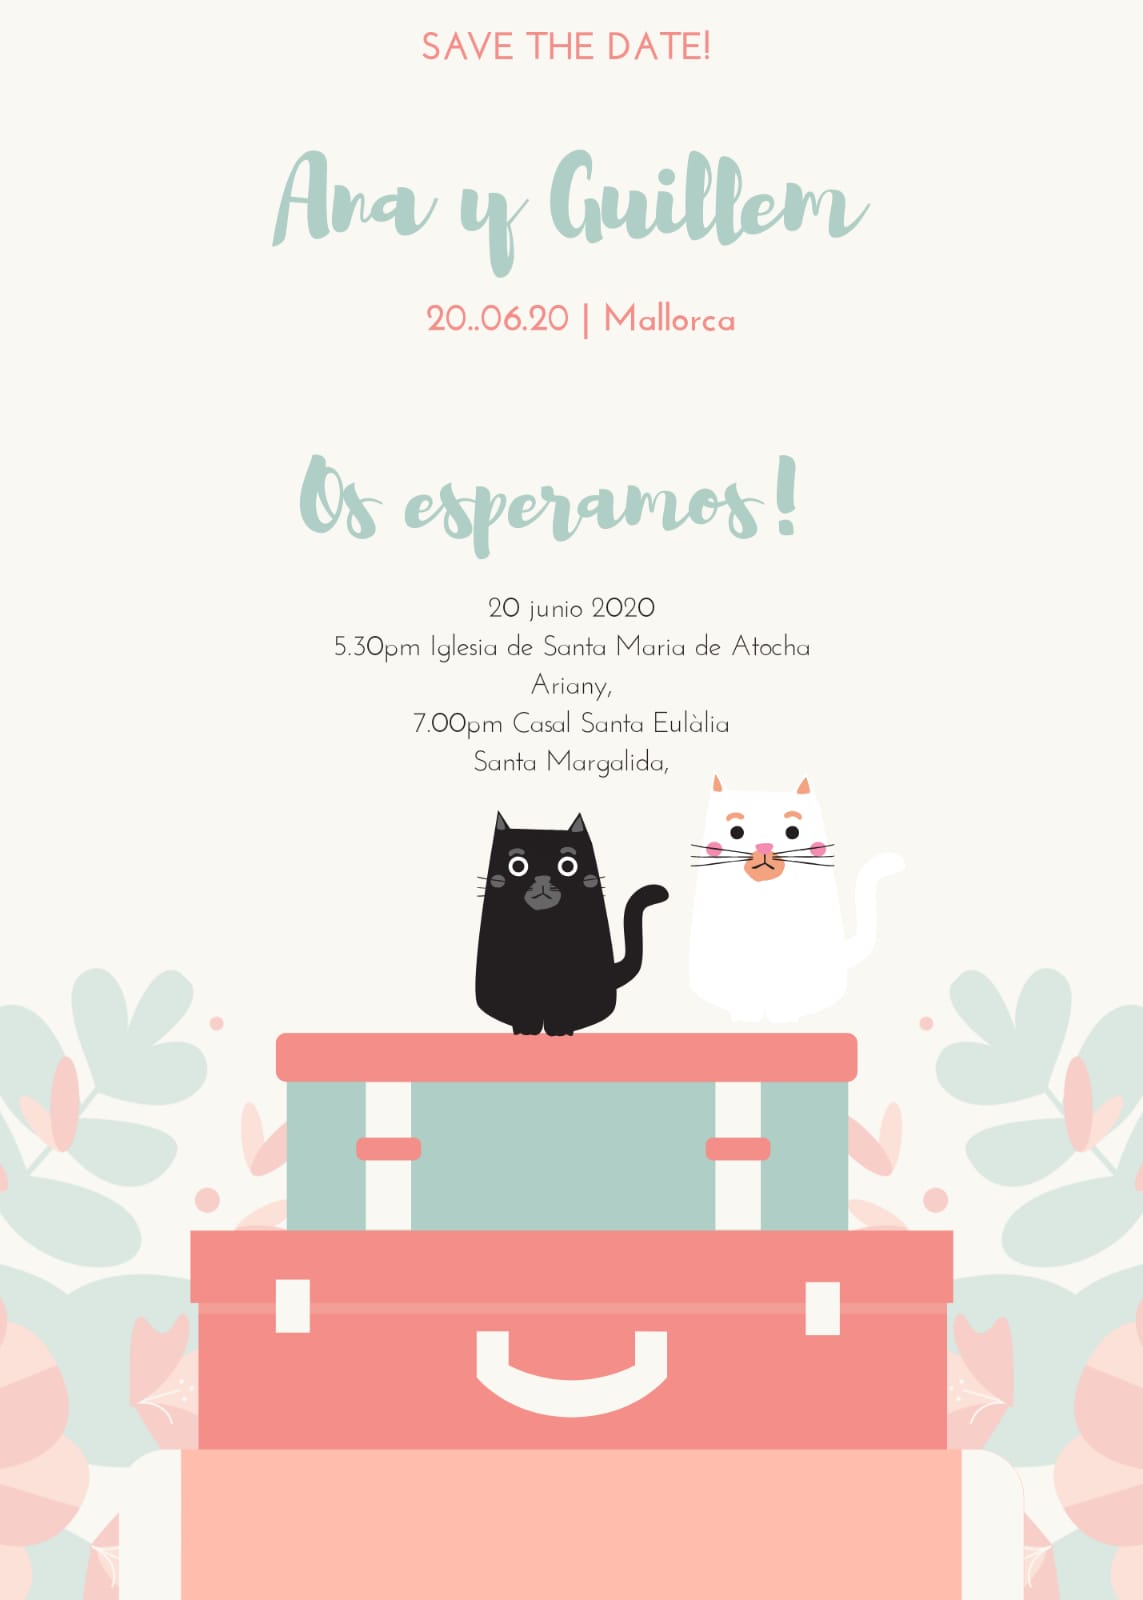 SAVE THE DATE!
Ana y Guillem
20..06.20 | Mallorca
Os esperamos!
20 junio 2020
5.30pm Iglesia de Santa Maria de Atocha
Ariany,
7.00pm Casal Santa Eulàlia
Santa Margalida,